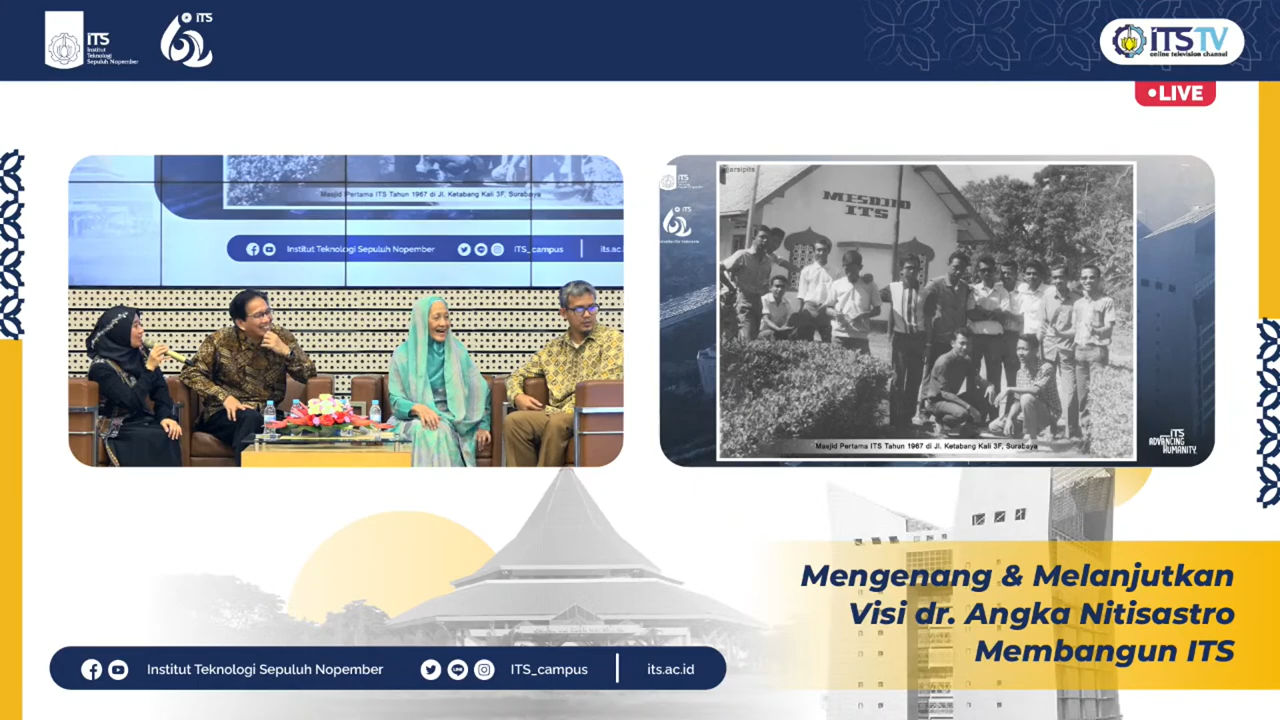 iTS
Institut
Teknologi
Sepuluh Nopember
iTS
iTSTV
online television channel
LIVE
Masjid Pertama ITS Tahun 1967 di Jl. Ketabang Kali 3F, Surabaya
Institut Teknologi Sepuluh Nopember
ITS_campus
its.ac.id
@arsipits
iTS
MESDJID
ITS
Masjid Pertama ITS Tahun 1967 di Jl. Ketabang Kali 3F, Surabaya
iTS
ADVANCING
HUMANITY
Mengenang & Melanjutkan
Visi dr. Angka Nitisastro
Membangun ITS
Institut Teknologi Sepuluh Nopember
ITS_campus
its.ac.id